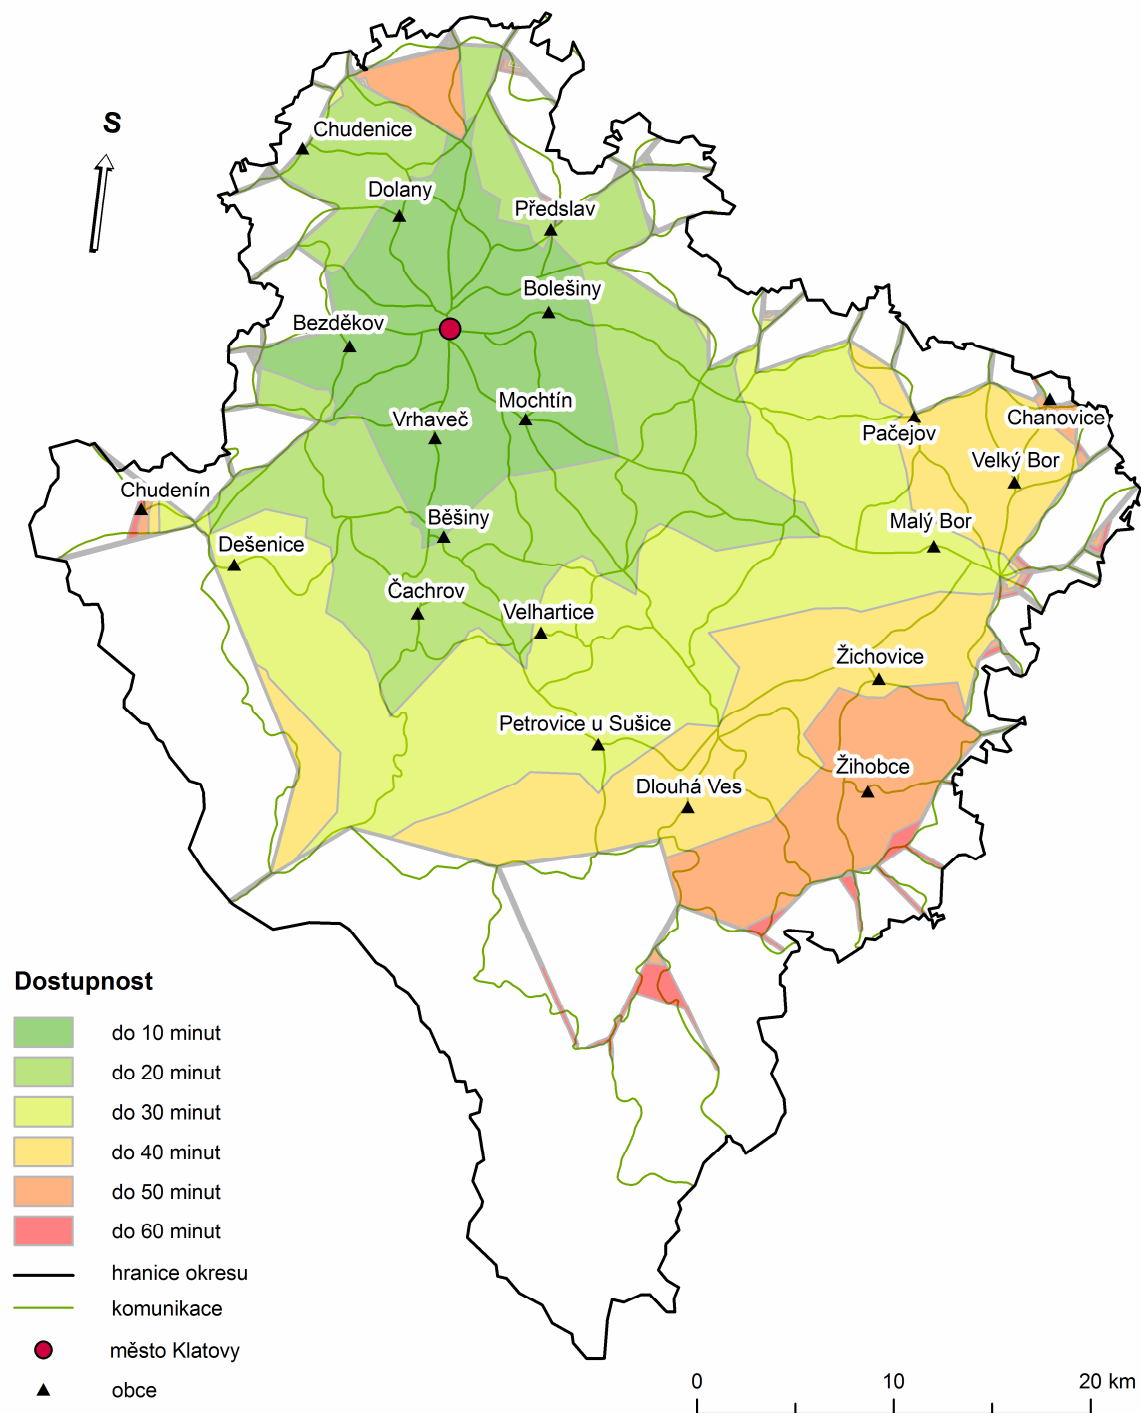 S
Chudenice
Dolany
Předslav
Bolešiny
Bezděkov
Mochtín
Vrhaveč
Pačejov
Chanovice
Velký Bor
Chudenín
Běšiny
Malý Bor
Dešenice
Čachrov
Velhartice
Žichovice
Petrovice u Sušice
Žihobce
Dlouhá Ves
Dostupnost
do 10 minut
do 20 minut
do 30 minut
do 40 minut
do 50 minut
do 60 minut
hranice okresu
komunikace
město Klatovy
obce
0 10 20 km